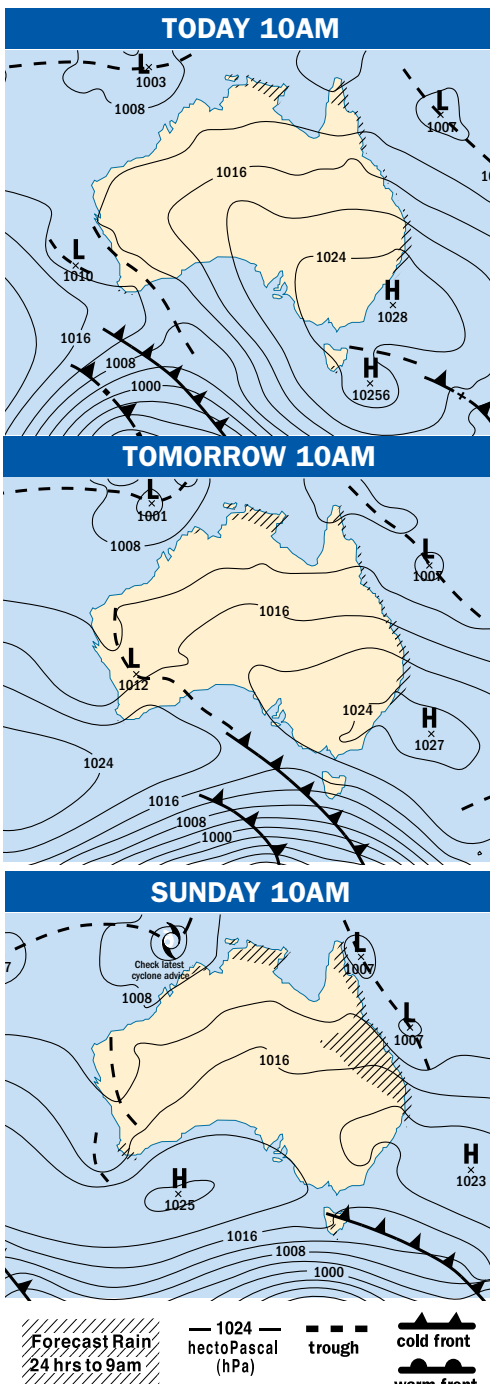 TODAY 10AM
L
1003
1008
L
1007
1016
1024
L
1010
H
1028
1016
1008
1000
H
10256
TOMORROW 10AM
L
1001
1008
L
1007
1016
L
1012
1024
H
1027
1024
1016
1008
1000
SUNDAY 10AM
Check latest
cyclone advice
1008
L
1007
L
1007
1016
H
1023
H
1025
1016
1008
1000
Forecast Rain
24 hrs to 9am
1024
hectoPascal
(hPa)
trough
cold front
warm front